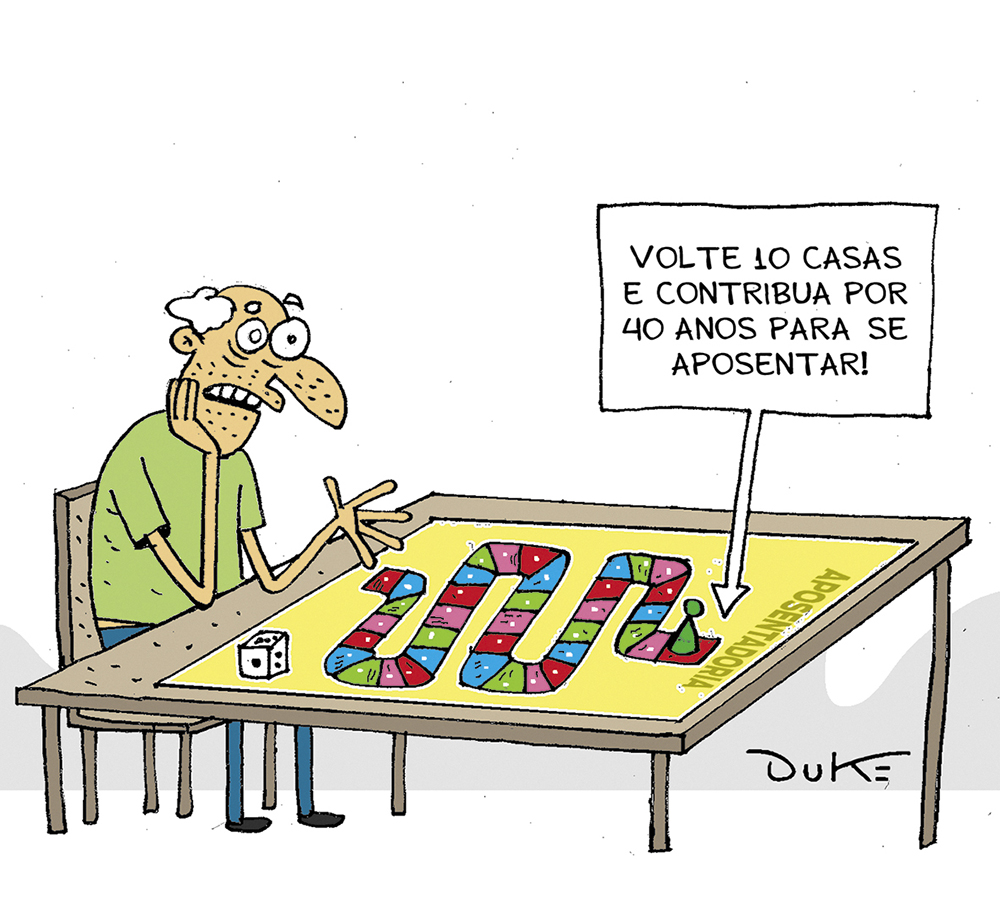 VOLTE 10 CASAS
E CONTRIBUA POR
40 ANOS PARA SE
APOSENTAR!
APOSENTADORIA
DUKE